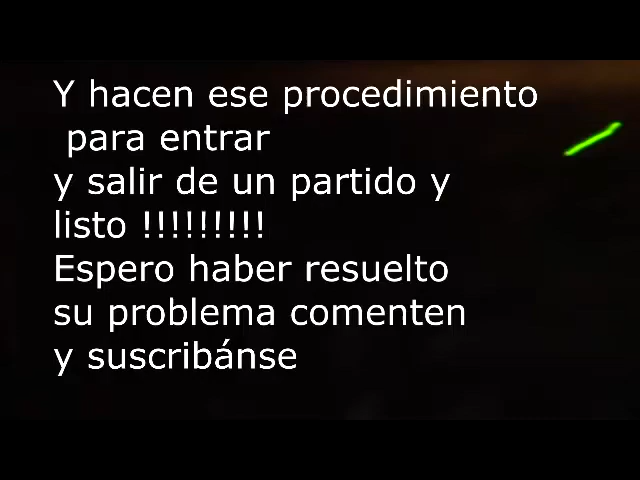 Y hacen ese procedimiento
para entrar
y salir de un partido y
listo !!!!!!!!!
Espero haber resuelto
su problema comenten
y suscribánse